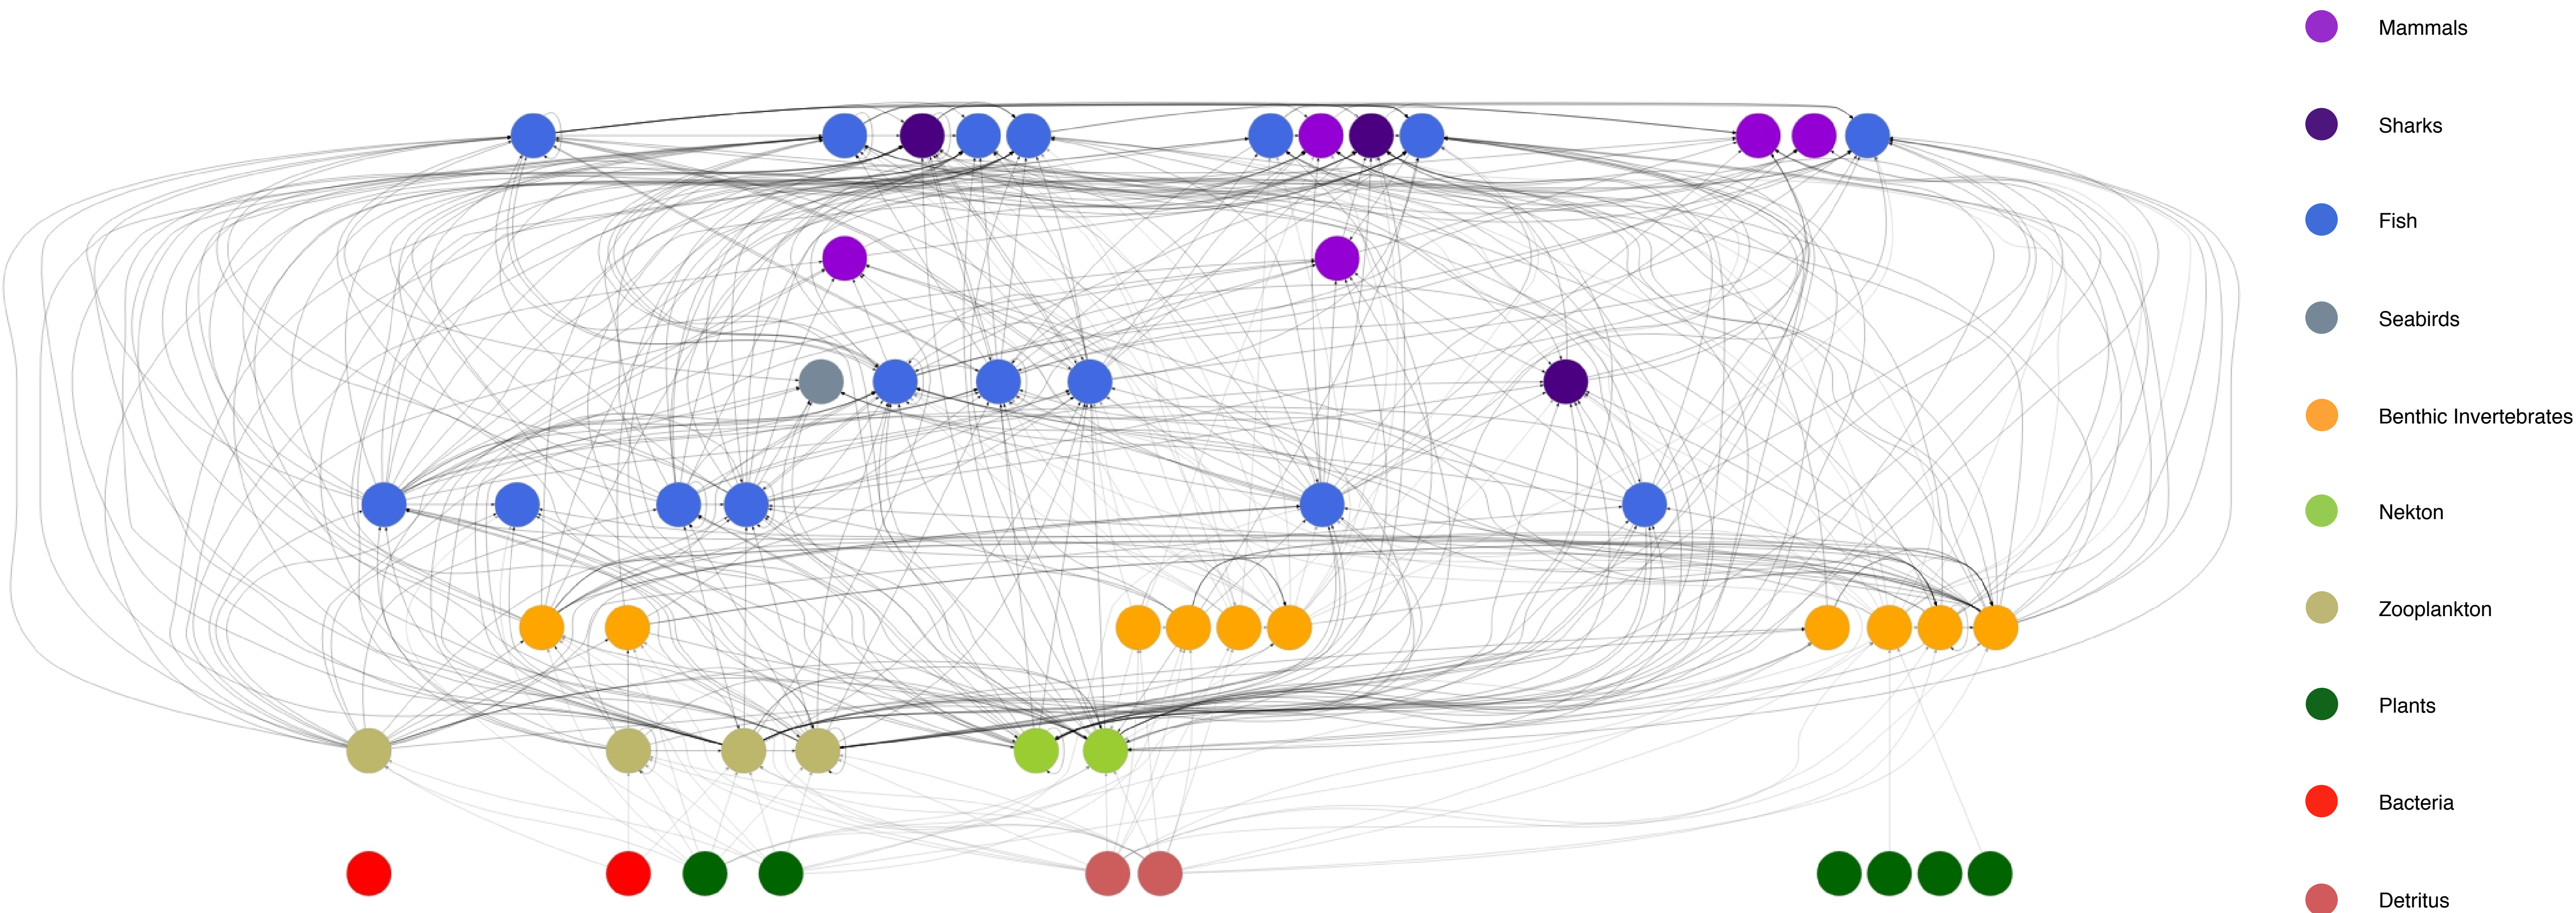 Mammals
Sharks
Fish
Seabirds
Benthic Invertebrates
Nekton
Zooplankton
Plants
Bacteria
Detritus